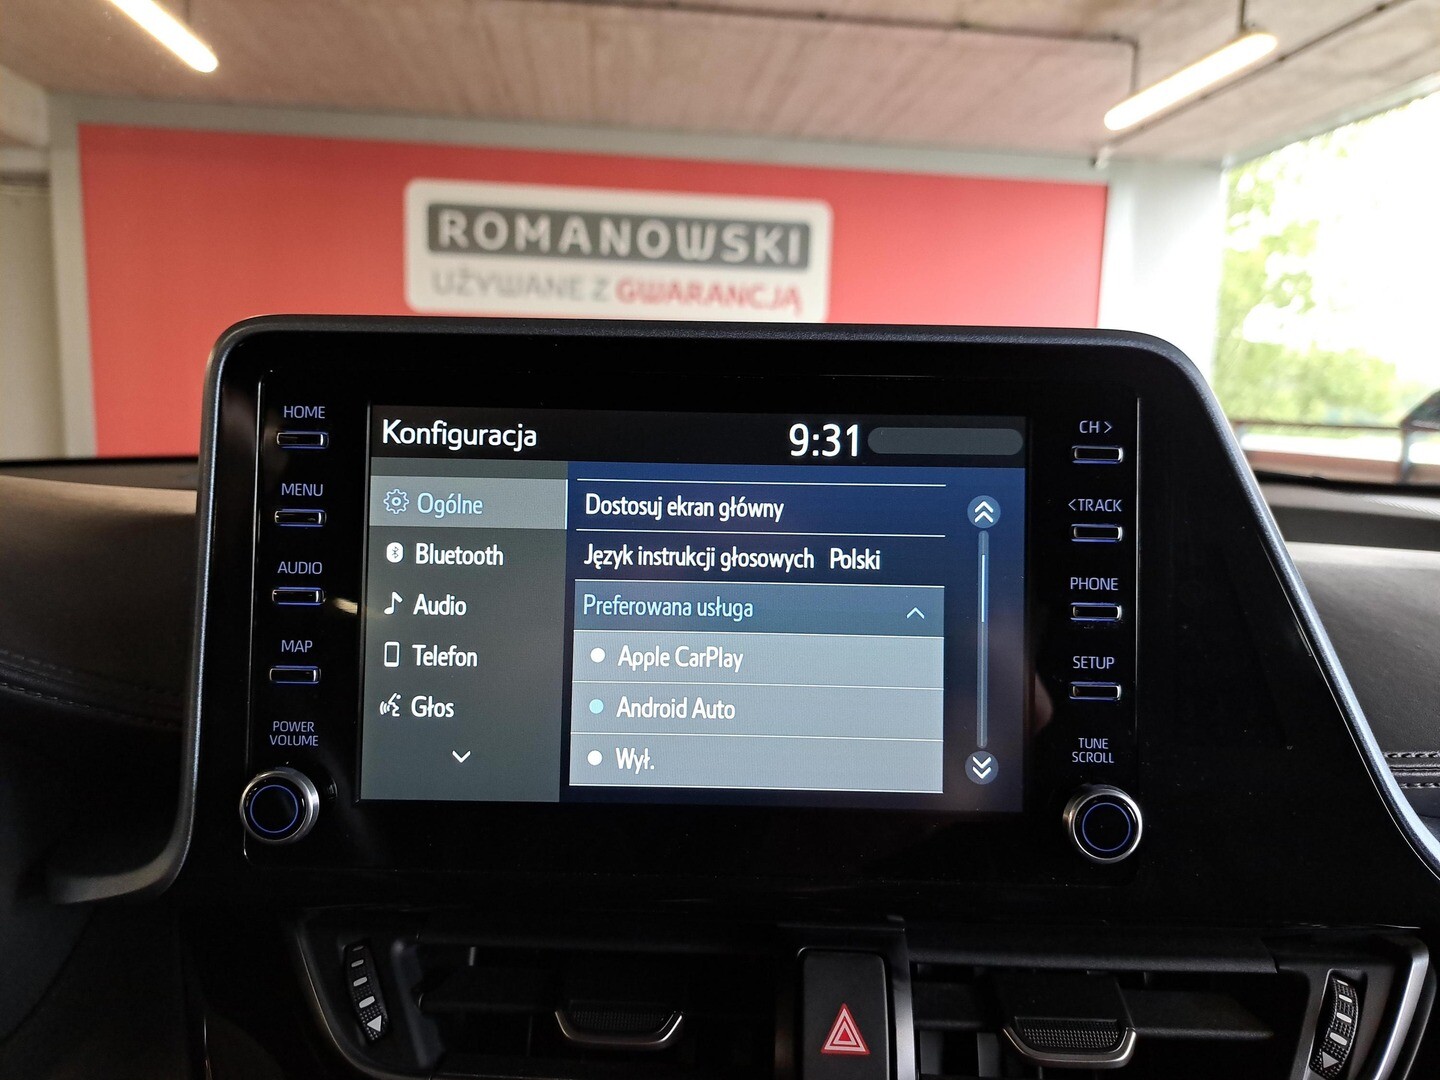 ROMANOWSKI
UŻYWANE Z GWARANCJĄ
HOME
MENU
AUDIO
MAP
POWER
VOLUME
Konfiguracja
9:31
Ogólne
Bluetooth
Audio
Telefon
Głos
Dostosuj ekran główny
Język instrukcji głosowych Polski
Preferowana usługa
Apple CarPlay
Android Auto
Wył.
CH >
<TRACK
PHONE
SETUP
TUNE
SCROLL